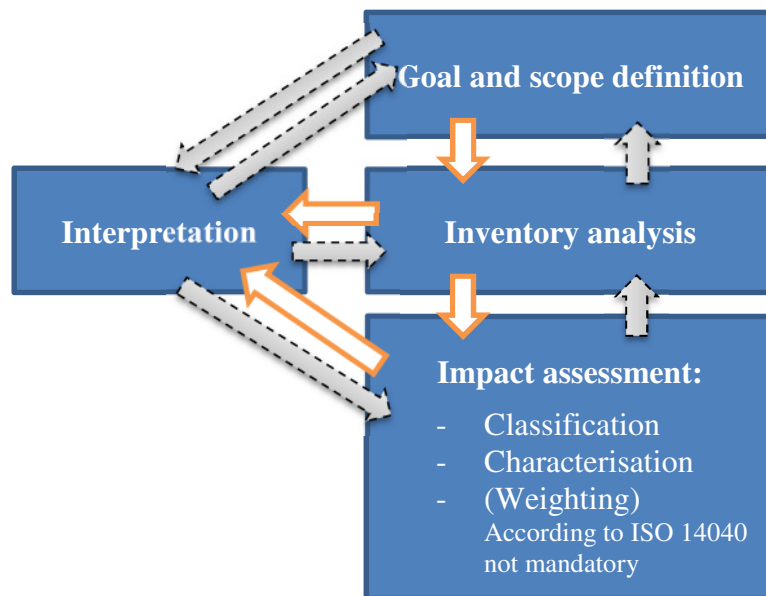 Goal and scope definition
Interpretation
Inventory analysis
Impact assessment:
- Classification
- Characterisation
- (Weighting)
According to ISO 14040
not mandatory